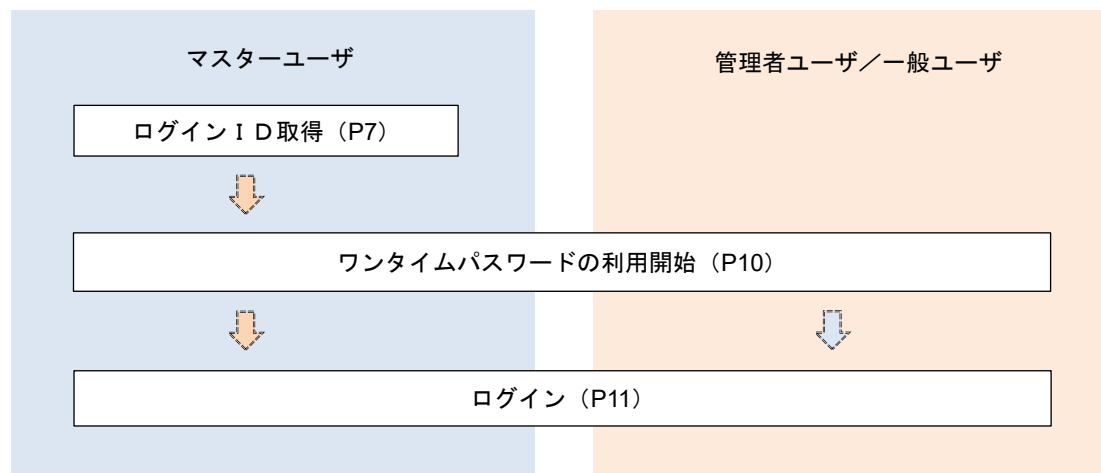 マスターユーザ
管理者ユーザ／一般ユーザ
ログインＩＤ取得（P7）
ワンタイムパスワードの利用開始（P10）
ログイン（P11）